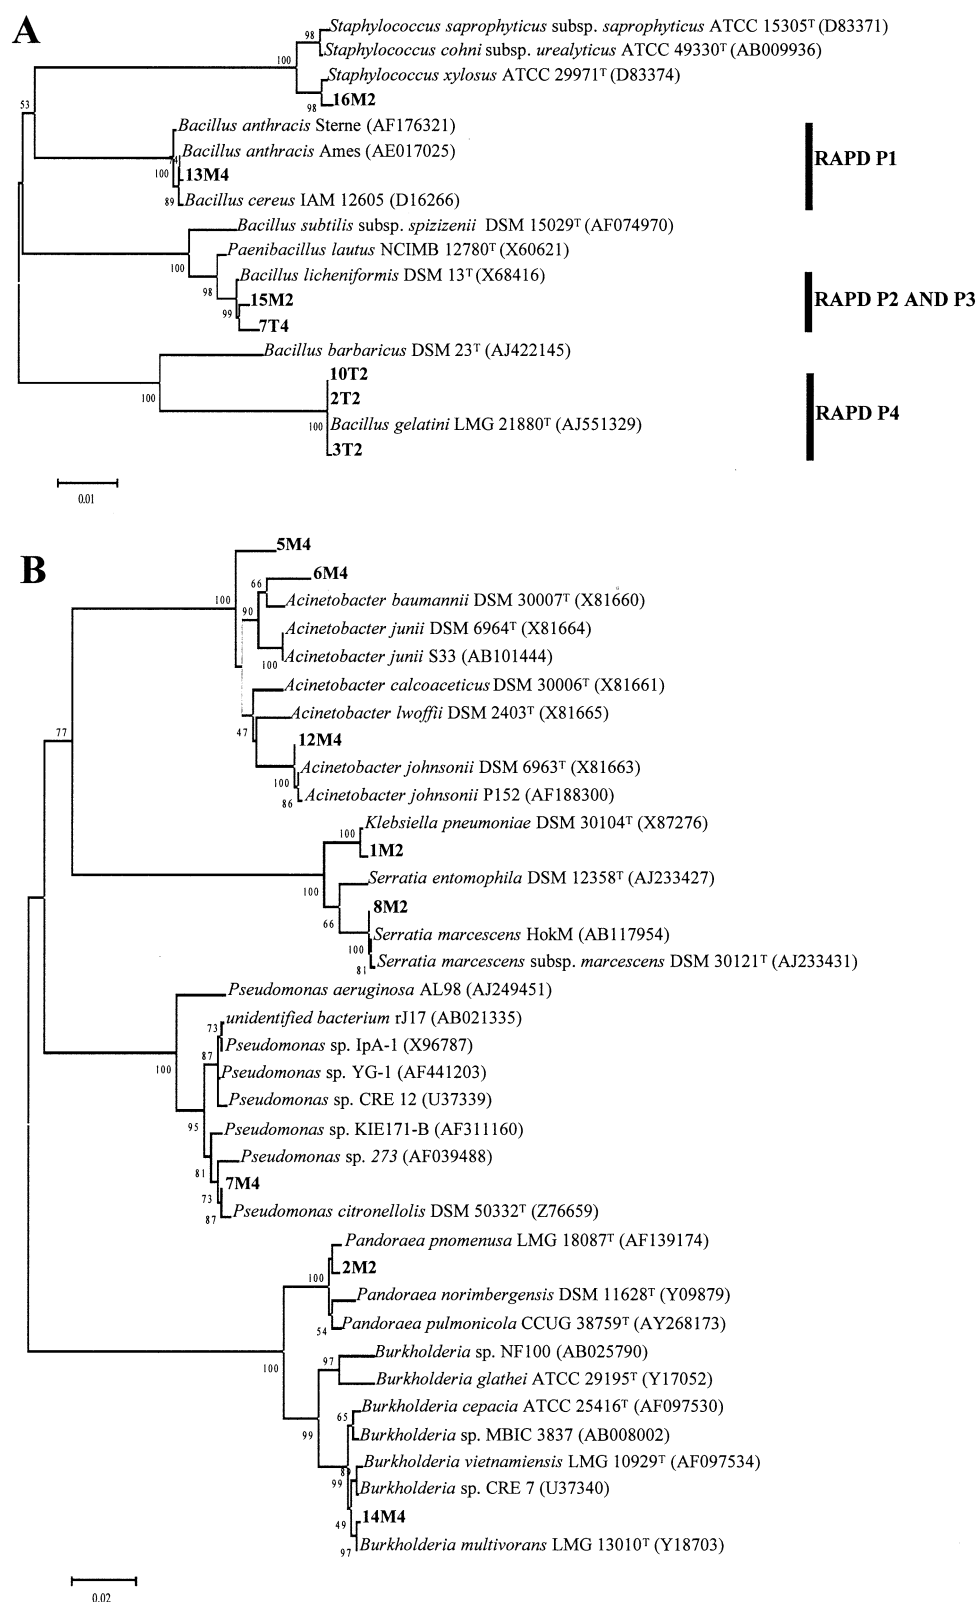 A
Staphylococcus saprophyticus subsp. saprophyticus ATCC 15305T (D83371)
98
Staphylococcus cohni subsp. urealyticus ATCC 49330T (AB009936)
100
Staphylococcus xylosus ATCC 29971T (D83374)
16M2
98
53
Bacillus anthracis Sterne (AF176321)
Bacillus anthracis Ames (AE017025)
74
RAPD P1
100
13M4
89
Bacillus cereus IAM 12605 (D16266)
Bacillus subtilis subsp. spizizenii DSM 15029T (AF074970)
Paenibacillus lautus NCIMB 12780T (X60621)
100
Bacillus licheniformis DSM 13T (X68416)
98
15M2
RAPD P2 AND P3
99
7T4
Bacillus barbaricus DSM 23T (AJ422145)
10T2
100
2T2
RAPD P4
100
Bacillus gelatini LMG 21880T (AJ551329)
3T2
0.01
B
5M4
6M4
66
100
Acinetobacter baumannii DSM 30007T (X81660)
90
Acinetobacter junii DSM 6964T (X81664)
Acinetobacter junii S33 (AB101444)
100
Acinetobacter calcoaceticus DSM 30006T (X81661)
Acinetobacter lwoffii DSM 2403T (X81665)
77
47
12M4
Acinetobacter johnsonii DSM 6963T (X81663)
100
Acinetobacter johnsonii P152 (AF188300)
86
Klebsiella pneumoniae DSM 30104T (X87276)
100
1M2
Serratia entomophila DSM 12358T (AJ233427)
100
8M2
66
Serratia marcescens HokM (AB117954)
100
Serratia marcescens subsp. marcescens DSM 30121T (AJ233431)
81
Pseudomonas aeruginosa AL98 (AJ249451)
unidentified bacterium rJ17 (AB021335)
73
Pseudomonas sp. IpA-1 (X96787)
87
100
Pseudomonas sp. YG-1 (AF441203)
Pseudomonas sp. CRE 12 (U37339)
95
Pseudomonas sp. KIE171-B (AF311160)
Pseudomonas sp. 273 (AF039488)
81
7M4
73
Pseudomonas citronellolis DSM 50332T (Z76659)
87
Pandoraea pnomenusa LMG 18087T (AF139174)
2M2
100
Pandoraea norimbergensis DSM 11628T (Y09879)
Pandoraea pulmonicola CCUG 38759T (AY268173)
54
Burkholderia sp. NF100 (AB025790)
97
100
Burkholderia glathei ATCC 29195T (Y17052)
Burkholderia cepacia ATCC 25416T (AF097530)
65
99
Burkholderia sp. MBIC 3837 (AB008002)
Burkholderia vietnamiensis LMG 10929T (AF097534)
99
Burkholderia sp. CRE 7 (U37340)
14M4
49
Burkholderia multivorans LMG 13010T (Y18703)
97
0.02